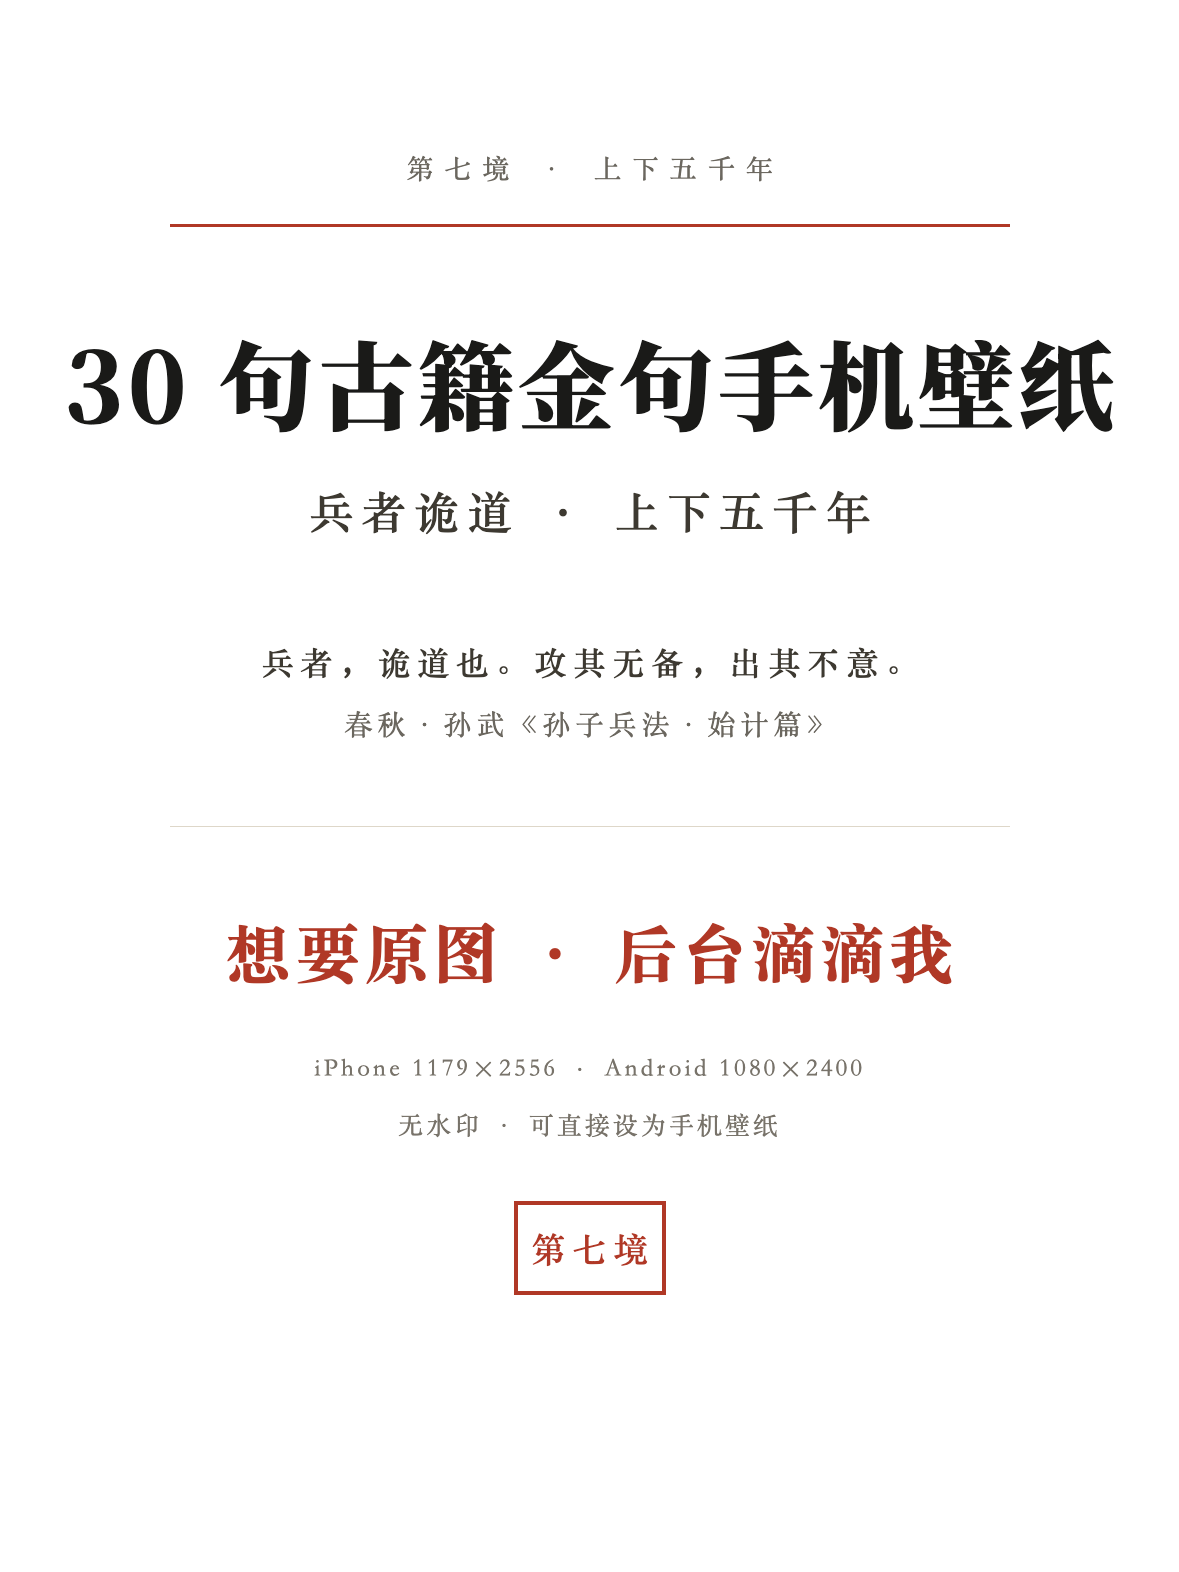 第七境 · 上下五千年
30 句古籍金句手机壁纸
兵者诡道 · 上下五千年
兵者，诡道也。攻其无备，出其不意。
春秋 · 孙武《孙子兵法 · 始计篇》
想要原图 · 后台滴滴我
iPhone 1179×2556 · Android 1080×2400
无水印 · 可直接设为手机壁纸
第七境